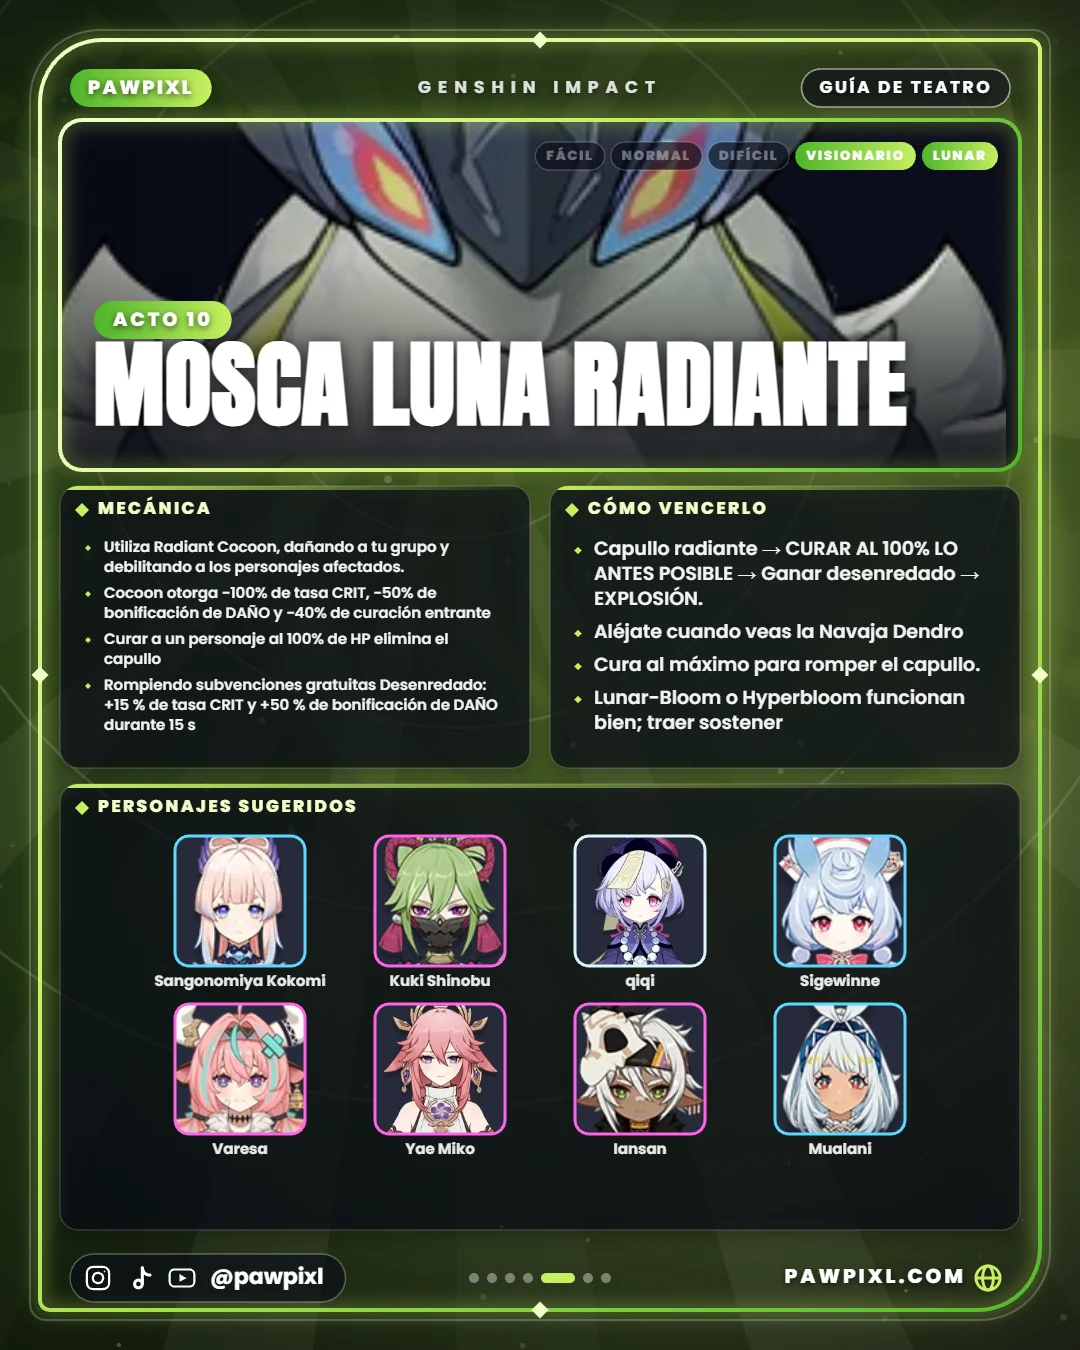 PAWPIXL
GENSHIN IMPACT
GUÍA DE TEATRO
FÁCIL
NORMAL
DIFÍCIL
VISIONARIO
LUNAR
ACTO 10
MOSCA LUNA RADIANTE
MECÁNICA
Utiliza Radiant Cocoon, dañando a tu grupo y
debilitando a los personajes afectados.
Cocoon otorga -100% de tasa CRIT, -50% de
bonificación de DAÑO y -40% de curación entrante
Curar a un personaje al 100% de HP elimina el
capullo
Rompiendo subvenciones gratuitas Desenredado:
+15 % de tasa CRIT y +50 % de bonificación de DAÑO
durante 15 s
CÓMO VENCERLO
Capullo radiante → CURAR AL 100% LO
ANTES POSIBLE → Ganar desenredado →
EXPLOSIÓN.
Aléjate cuando veas la Navaja Dendro
Cura al máximo para romper el capullo.
Lunar-Bloom o Hyperbloom funcionan
bien; traer sostener
PERSONAJES SUGERIDOS
Sangonomiya Kokomi
Kuki Shinobu
qiqi
Sigewinne
Varesa
Yae Miko
Iansan
Mualani
@pawpixl
PAWPIXL.COM